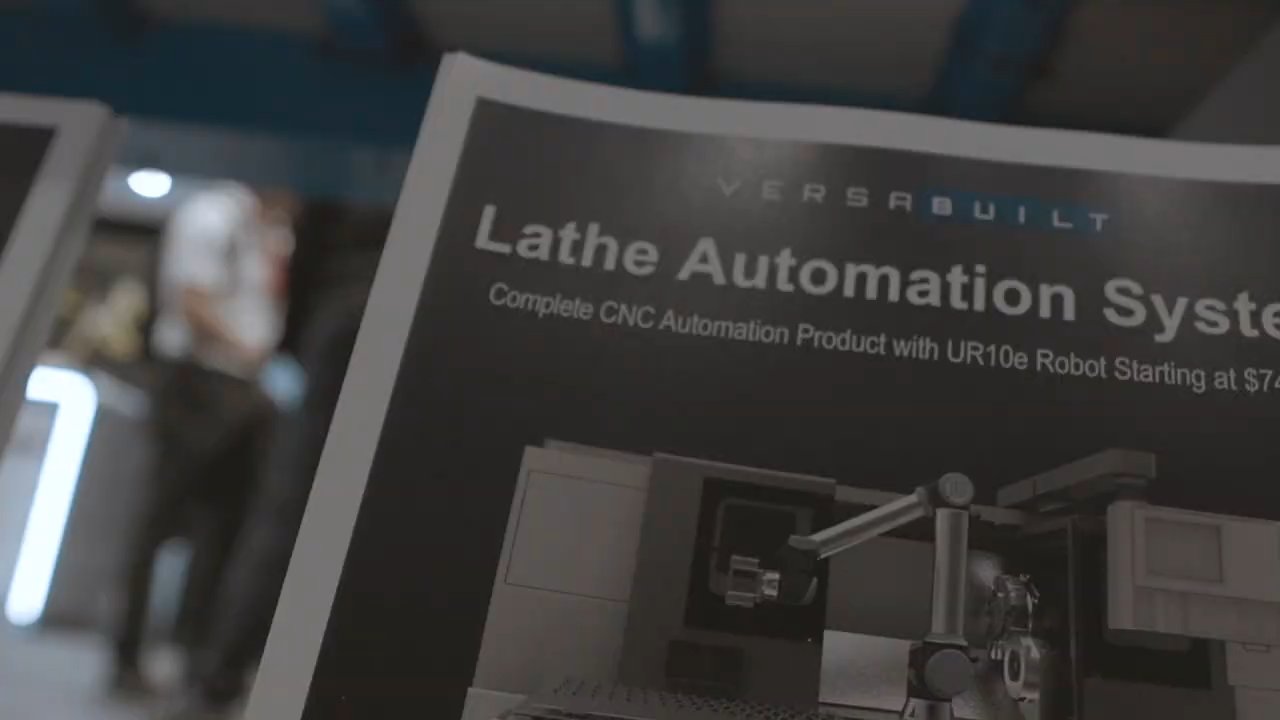 VERSABUILT
Lathe Automation Syste
Complete CNC Automation Product with UR10e Robot Starting at $74